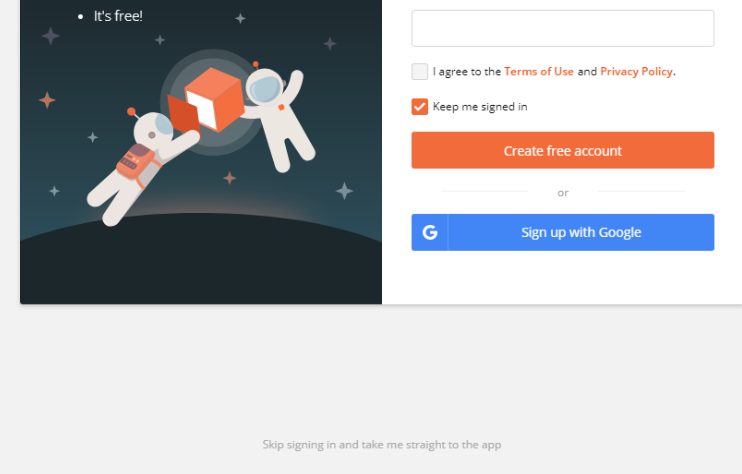 It's free!
I agree to the Terms of Use and Privacy Policy.
Keep me signed in
Create free account
or
G Sign up with Google
Skip signing in and take me straight to the app